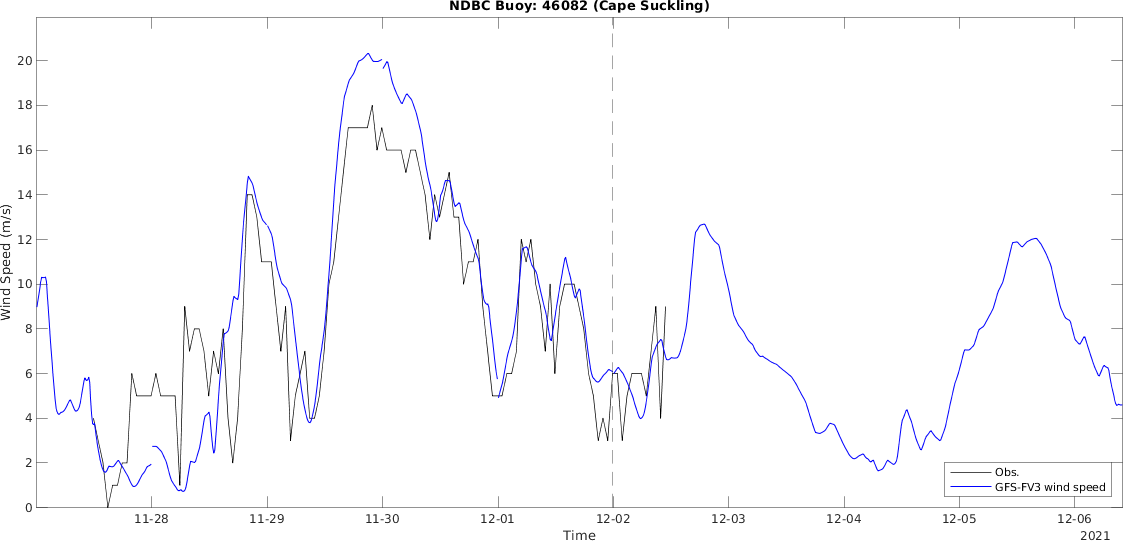 NDBC Buoy: 46082 (Cape Suckling)
Wind Speed (m/s)
20
18
16
14
12
10
8
6
4
2
0
11-28 11-29 11-30 12-01 12-02 12-03 12-04 12-05 12-06
Time
2021
Obs.
GFS-FV3 wind speed